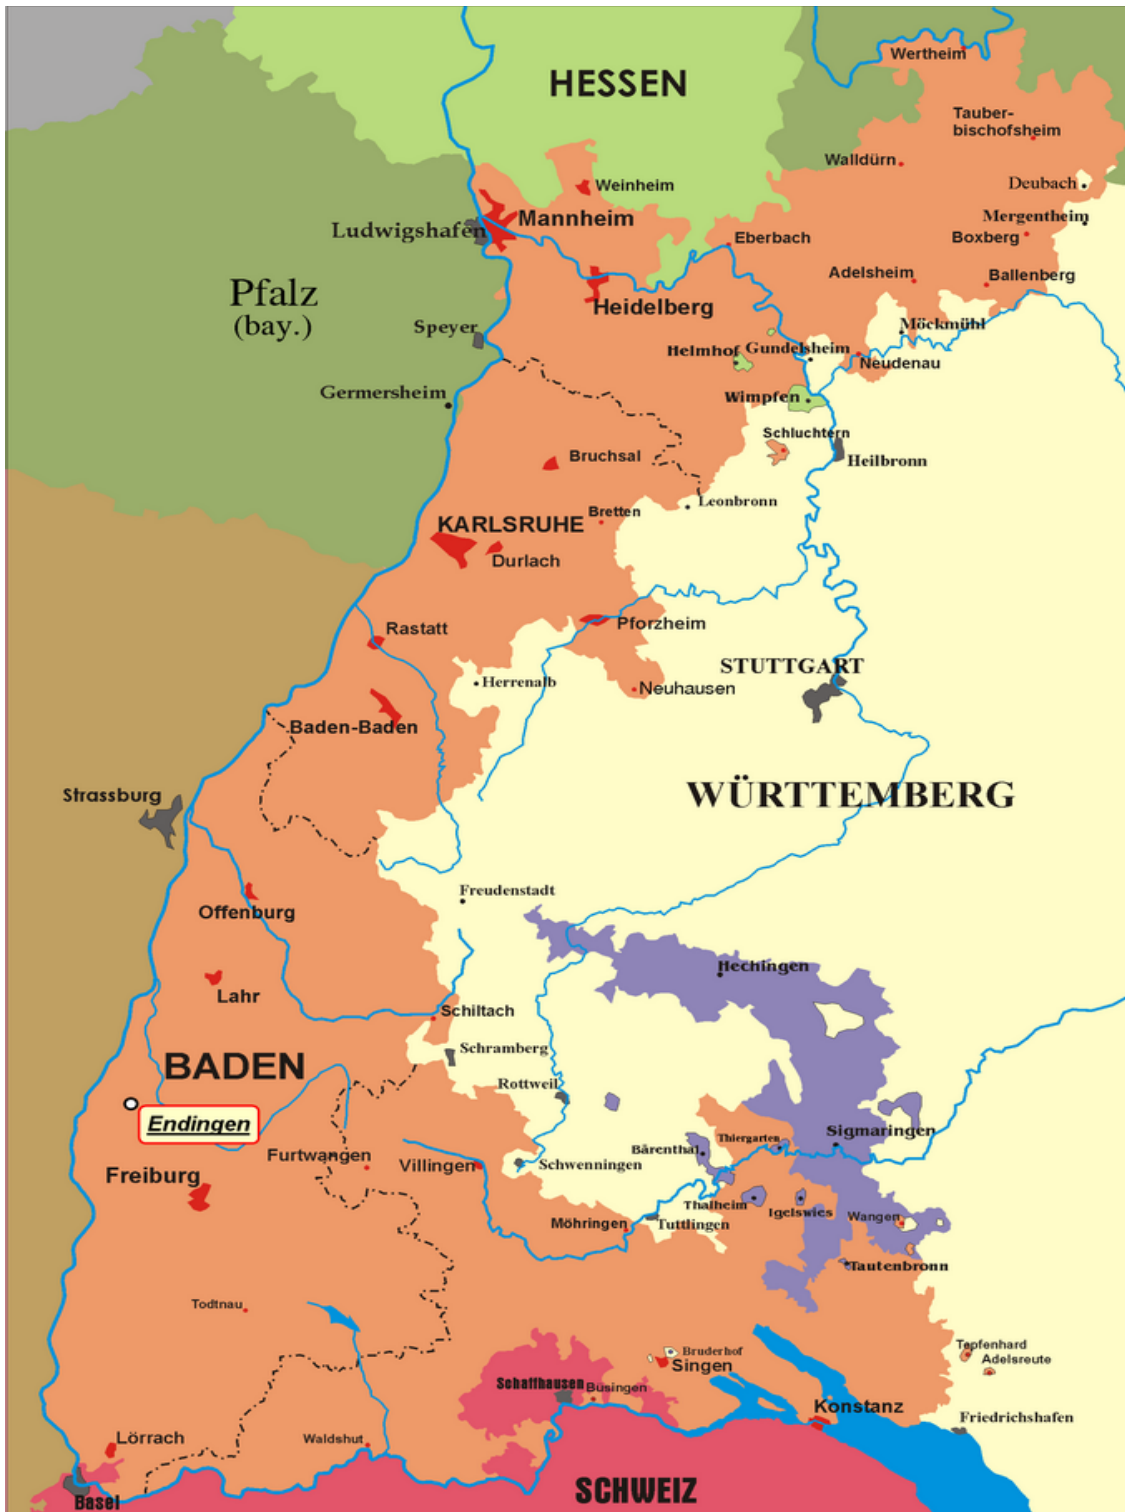 HESSEN
Wertheim
Tauber-
bischofsheim
Walldürn
Deubach
Weinheim
Mannheim
Ludwigshafen
Mergentheim
Boxberg
Eberbach
Adelsheim
Ballenberg
Pfalz
(bay.)
Heidelberg
Speyer
Möckmühl
Helmhof
Gundelsheim
Neudenau
Germersheim
Wimpfen
Schluchtern
Heilbronn
Bruchsal
Leonbronn
Bretten
KARLSRUHE
Durlach
Rastatt
Pforzheim
STUTTGART
Herrenalb
Neuhausen
Baden-Baden
Strassburg
WÜRTTEMBERG
Freudenstadt
Offenburg
Hechingen
Lahr
Schiltach
BADEN
Schramberg
Rottweil
Endingen
Sigmaringen
Thiergarten
Bärenthal
Furtwangen
Villingen
Schwenningen
Freiburg
Thalheim
Igelswies
Wangen
Möhringen
Tuttlingen
Tautenbronn
Todtnau
Tepfenhard
Adelsreute
Bruderhof
Singen
Schaffhausen
Büsingen
Konstanz
Friedrichshafen
Lörrach
Waldshut
Basel
SCHWEIZ